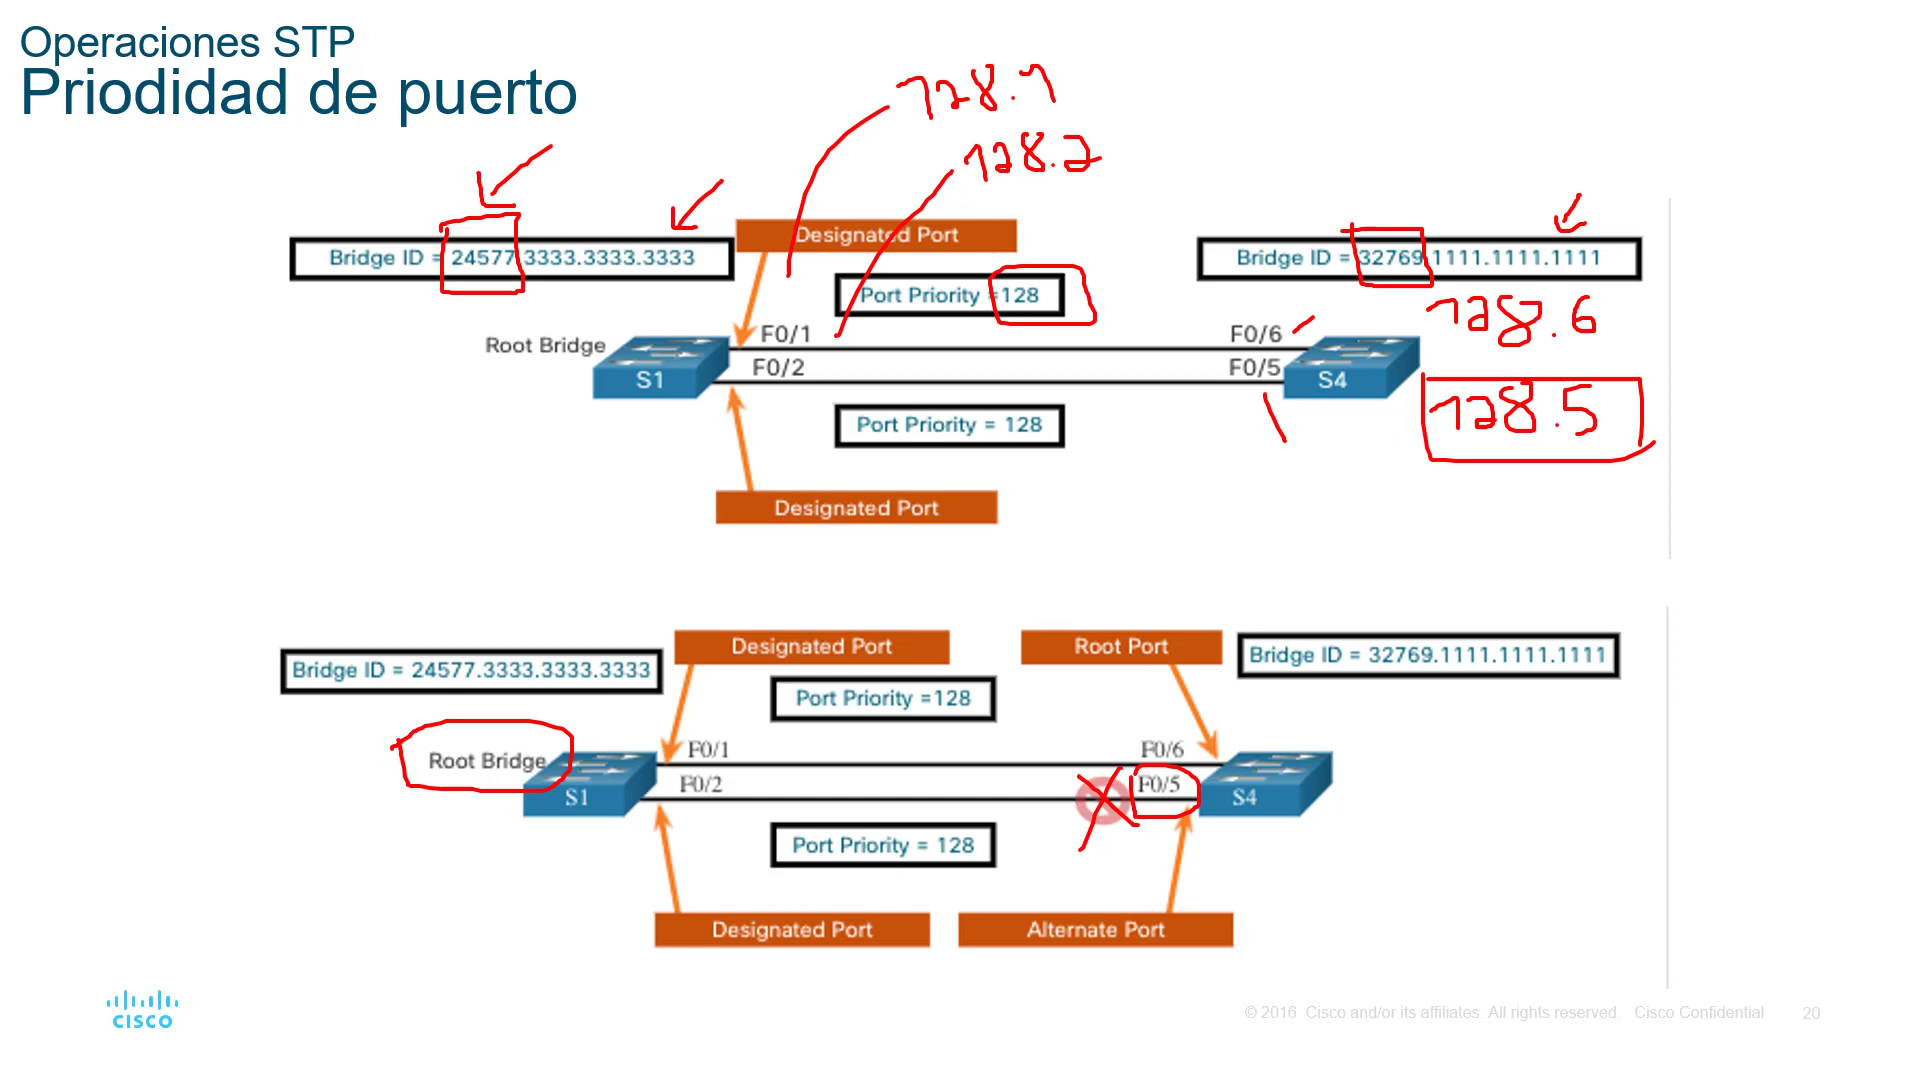 Operaciones STP
Priodidad de puerto
128.1
128.2
Designated Port
Bridge ID = 24577.3333.3333.3333
Bridge ID = 32769.1111.1111.1111
Port Priority =128
128.6
Root Bridge
F0/1
F0/6
F0/2
F0/5
S1
S4
128.5
Port Priority = 128
Designated Port
Designated Port
Root Port
Bridge ID = 24577.3333.3333.3333
Bridge ID = 32769.1111.1111.1111
Port Priority =128
Root Bridge
F0/1
F0/6
F0/2
F0/5
S1
S4
Port Priority = 128
Designated Port
Alternate Port
CISCO
© 2016 Cisco and/or its affiliates. All rights reserved. Cisco Confidential
20